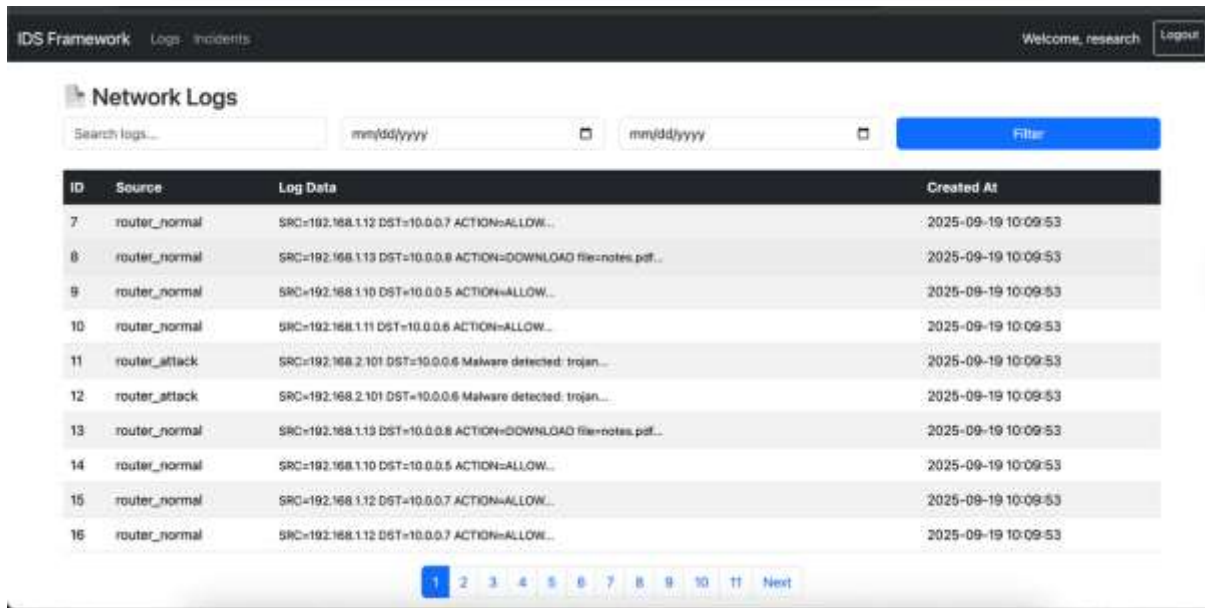 IDS Framework Logs Incidents Welcome, research Logout
Network Logs
Search logs... mm/dd/yyyy mm/dd/yyyy Filter
ID Source Log Data Created At
7 router_normal SRC=192.168.1.12 DST=10.0.0.7 ACTION=ALLOW... 2025-09-19 10:09:53
8 router_normal SRC=192.168.1.13 DST=10.0.0.8 ACTION=DOWNLOAD file=notes.pdf... 2025-09-19 10:09:53
9 router_normal SRC=192.168.1.10 DST=10.0.0.5 ACTION=ALLOW... 2025-09-19 10:09:53
10 router_normal SRC=192.168.1.11 DST=10.0.0.6 ACTION=ALLOW... 2025-09-19 10:09:53
11 router_attack SRC=192.168.2.101 DST=10.0.0.6 Malware detected: trojan... 2025-09-19 10:09:53
12 router_attack SRC=192.168.2.101 DST=10.0.0.6 Malware detected: trojan... 2025-09-19 10:09:53
13 router_normal SRC=192.168.1.13 DST=10.0.0.8 ACTION=DOWNLOAD file=notes.pdf... 2025-09-19 10:09:53
14 router_normal SRC=192.168.1.10 DST=10.0.0.5 ACTION=ALLOW... 2025-09-19 10:09:53
15 router_normal SRC=192.168.1.12 DST=10.0.0.7 ACTION=ALLOW... 2025-09-19 10:09:53
16 router_normal SRC=192.168.1.12 DST=10.0.0.7 ACTION=ALLOW... 2025-09-19 10:09:53
1 2 3 4 5 6 7 8 9 10 11 Next